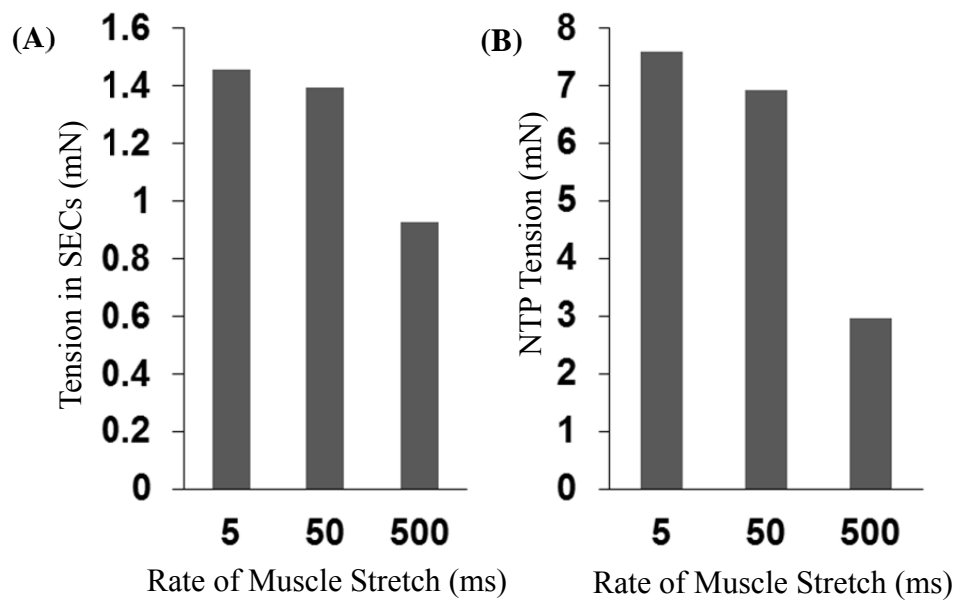 (A)
Tension in SECs (mN)
1.6
1.4
1.2
1
0.8
0.6
0.4
0.2
0
5 50 500
Rate of Muscle Stretch (ms)
(B)
NTP Tension (mN)
8
7
6
5
4
3
2
1
0
5 50 500
Rate of Muscle Stretch (ms)